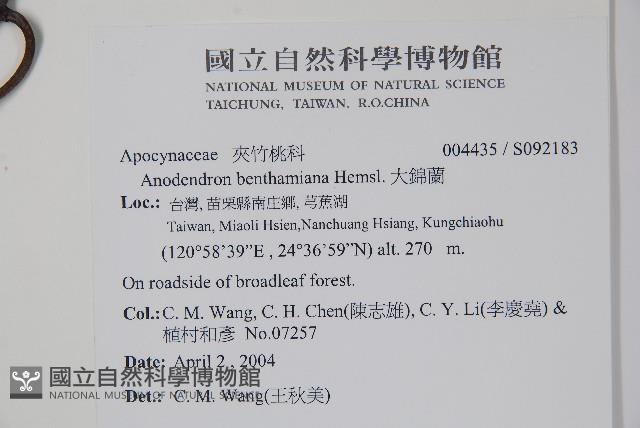 國立自然科學博物館
NATIONAL MUSEUM OF NATURAL SCIENCE
TAICHUNG, TAIWAN, R.O.CHINA
Apocynaceae 夾竹桃科 004435 / S092183
Anodendron benthamiana Hemsl. 大錦蘭
Loc.: 台灣, 苗栗縣南庄鄉, 芎蕉湖
Taiwan, Miaoli Hsien,Nanchuang Hsiang, Kungchiaohu
(120°58’39”E , 24°36’59”N) alt. 270 m.
On roadside of broadleaf forest.
Col.: C. M. Wang, C. H. Chen(陳志雄), C. Y. Li(李慶堯) &
植村和彥 No.07257
Date: April 2 , 2004
Det.: C. M. Wang(王秋美)
國立自然科學博物館
NATIONAL MUSEUM OF NATURAL SCIENCE